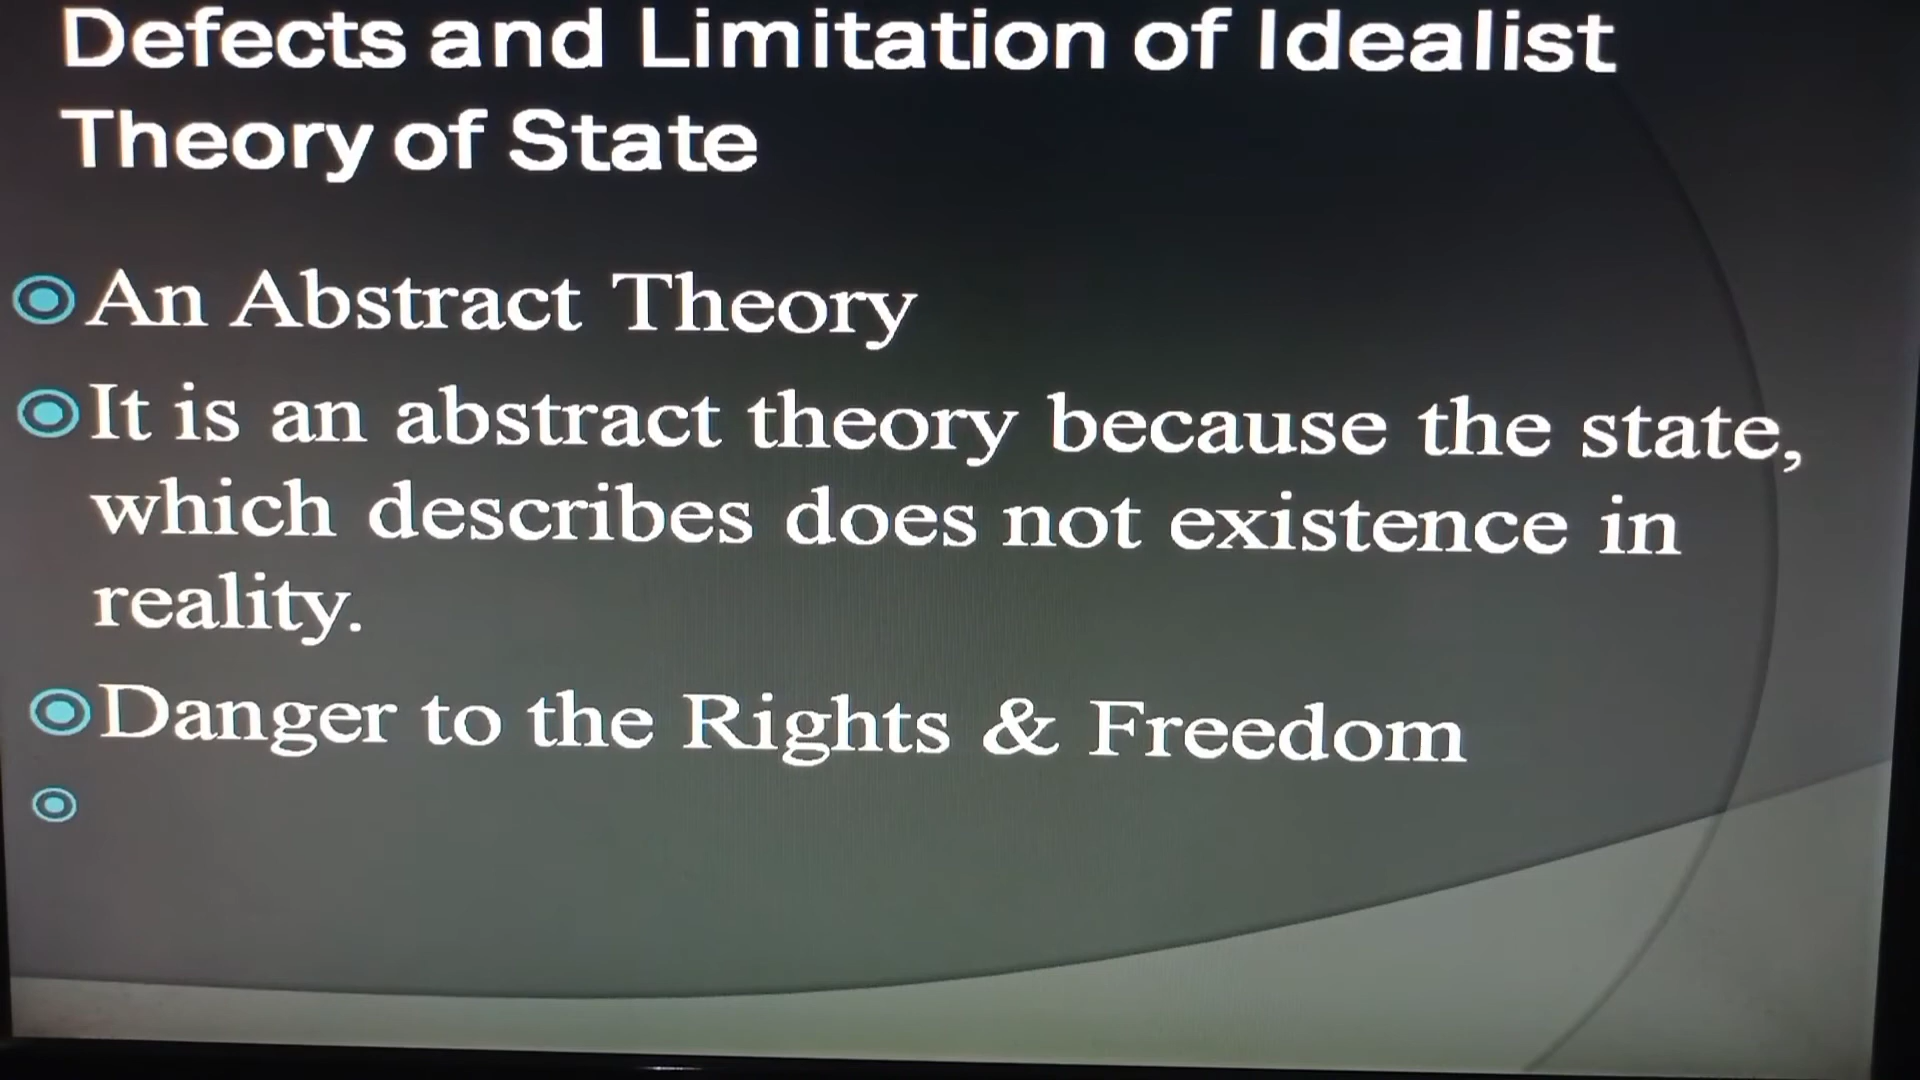 Defects and Limitation of Idealist
Theory of State
An Abstract Theory
It is an abstract theory because the state,
which describes does not existence in
reality.
Danger to the Rights & Freedom